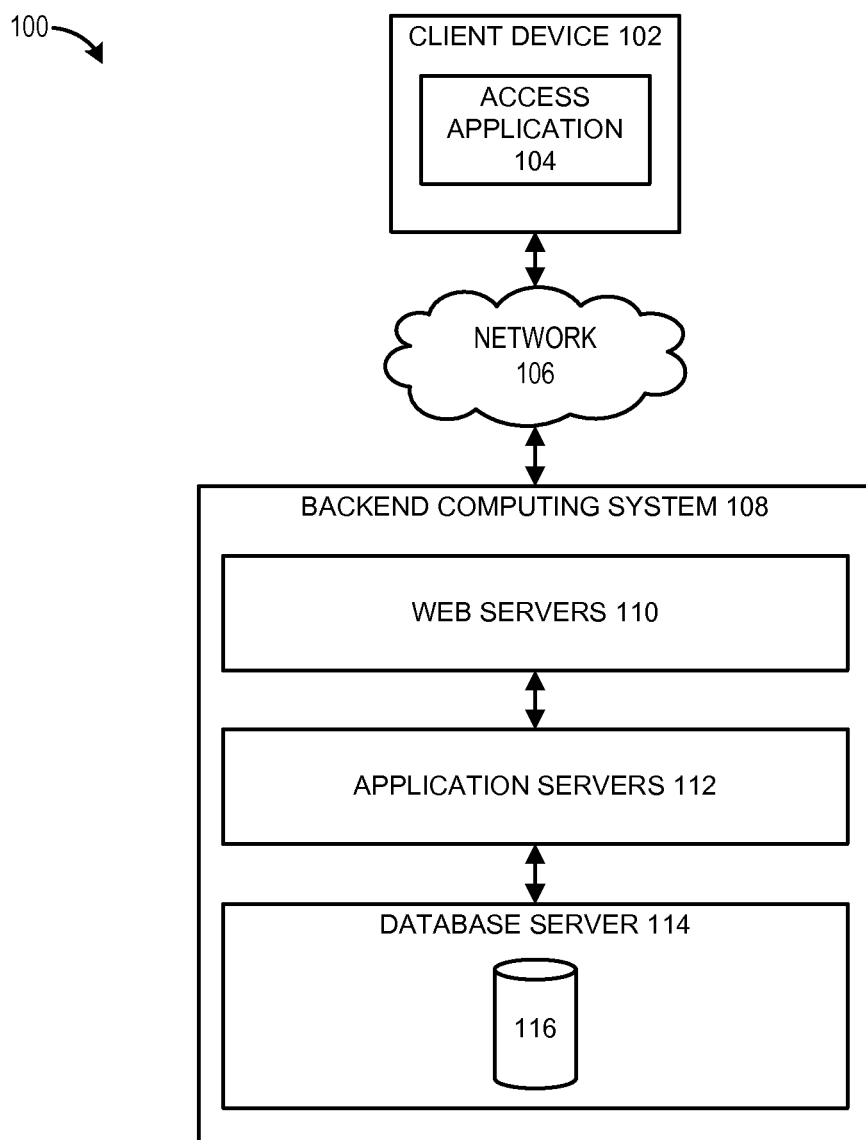 100
CLIENT DEVICE 102
ACCESS
APPLICATION
104
NETWORK
106
BACKEND COMPUTING SYSTEM 108
WEB SERVERS 110
APPLICATION SERVERS 112
DATABASE SERVER 114
116